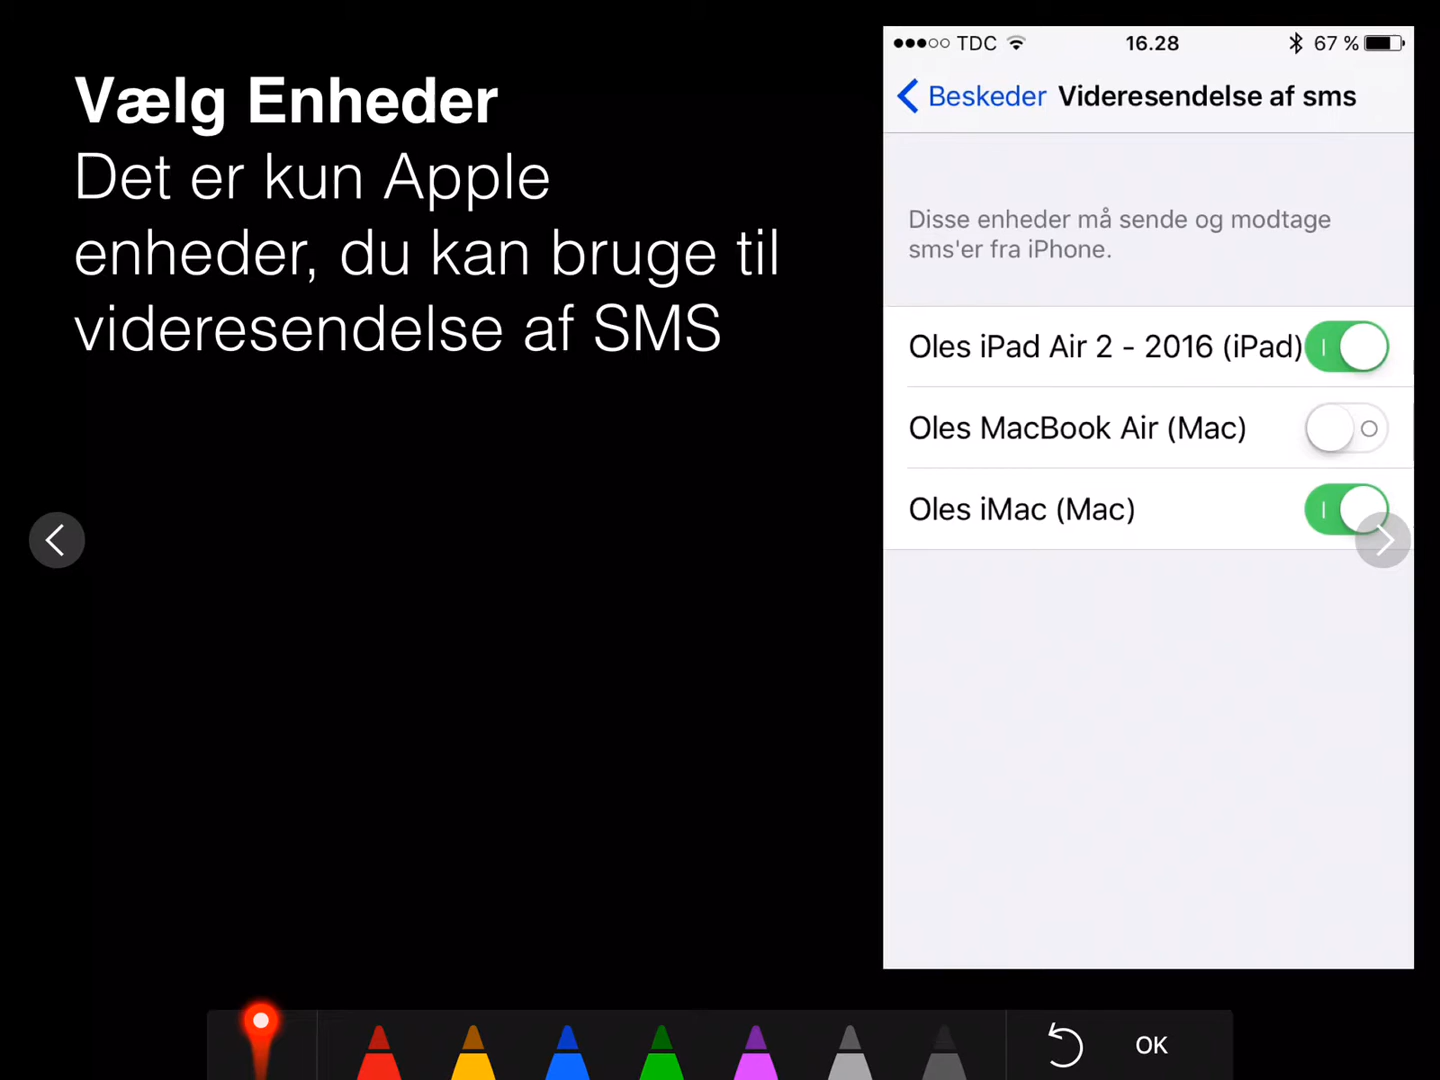 Vælg Enheder
Det er kun Apple
enheder, du kan bruge til
videresendelse af SMS
TDC 16.28 67 %
Beskeder Videresendelse af sms
Disse enheder må sende og modtage
sms'er fra iPhone.
Oles iPad Air 2 - 2016 (iPad)
Oles MacBook Air (Mac)
Oles iMac (Mac)
OK